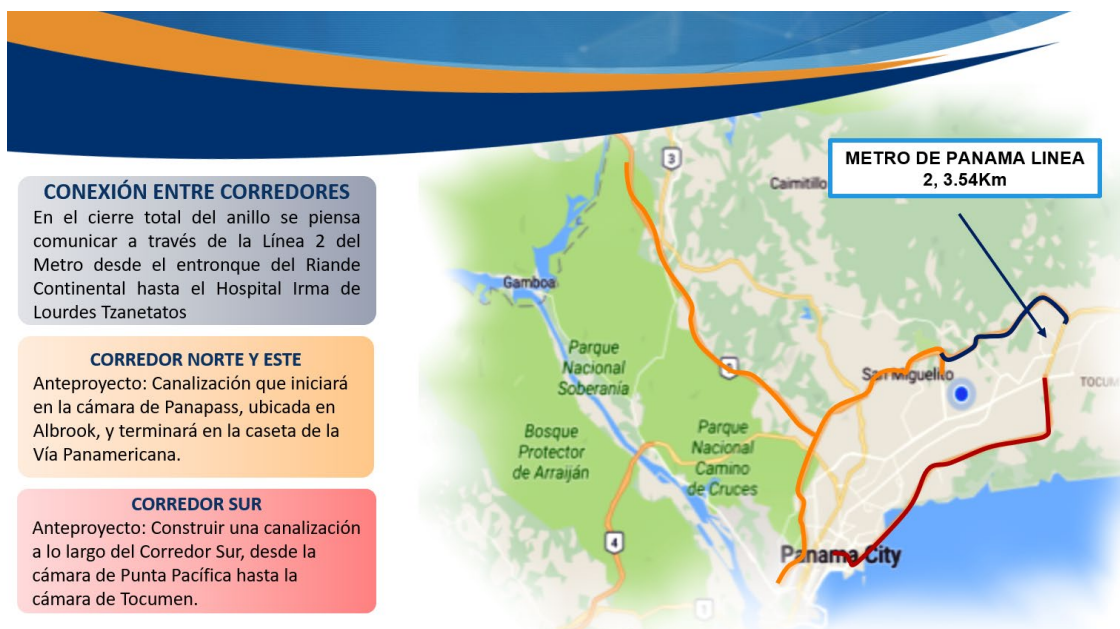 CONEXIÓN ENTRE CORREDORES
En el cierre total del anillo se piensa
comunicar a través de la Línea 2 del
Metro desde el entronque del Riande
Continental hasta el Hospital Irma de
Lourdes Tzanetatos
CORREDOR NORTE Y ESTE
Anteproyecto: Canalización que iniciará
en la cámara de Panapass, ubicada en
Albrook, y terminará en la caseta de la
Vía Panamericana.
CORREDOR SUR
Anteproyecto: Construir una canalización
a lo largo del Corredor Sur, desde la
cámara de Punta Pacífica hasta la
cámara de Tocumen.
METRO DE PANAMA LINEA
2, 3.54Km
3
Caimitillo
Gamboa
Parque
Nacional
Soberanía
San Miguelito
TOCUM
Bosque
Protector
de Arraiján
Parque
Nacional
Camino
de Cruces
4
Panama City
1